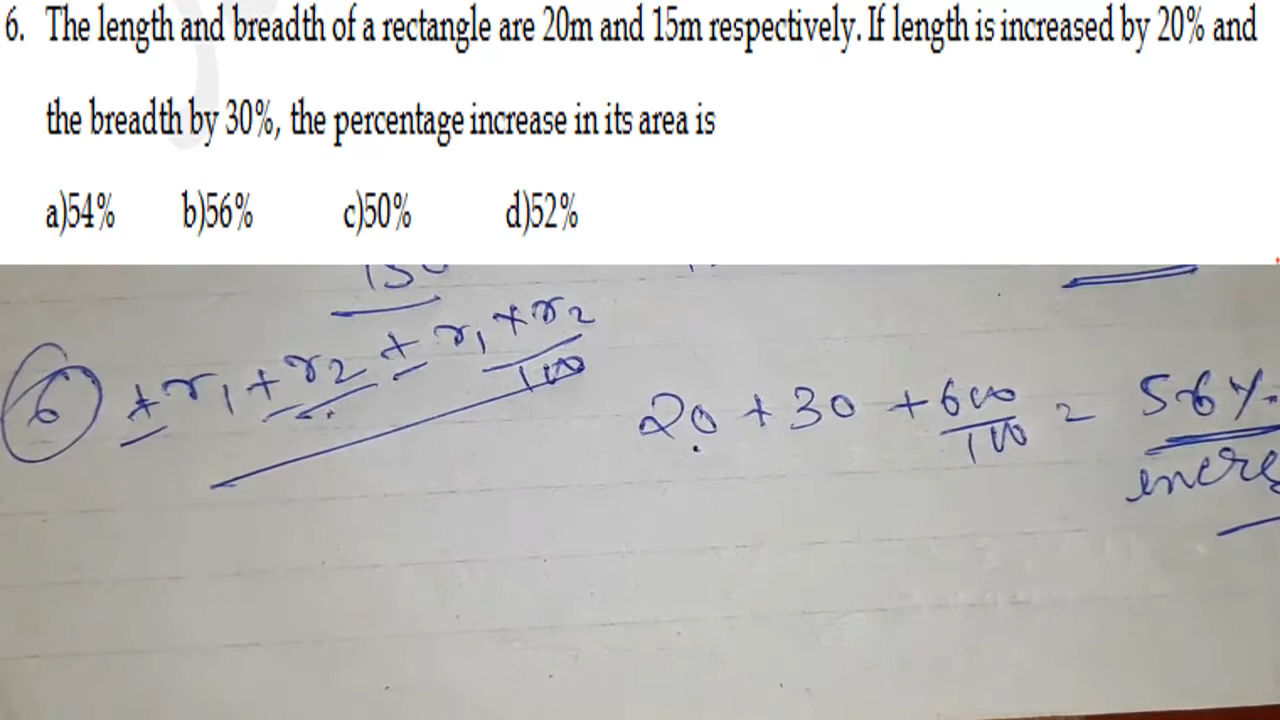 6. The length and breadth of a rectangle are 20m and 15m respectively. If length is increased by 20% and
the breadth by 30%, the percentage increase in its area is
a)54% b)56% c)50% d)52%
6 ± r₁ ± r₂ ± r₁ × r₂ / 100
20 + 30 + 600/100 = 56%